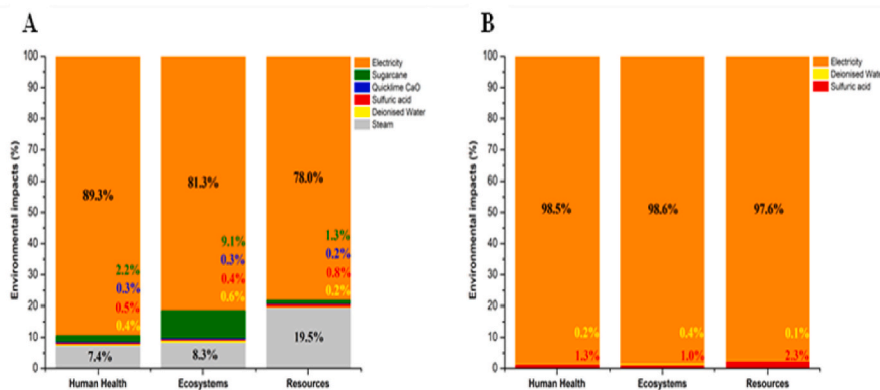 A
Environmental impacts (%)
100
90
80
70
60
50
40
30
20
10
0
89.3%
2.2%
0.3%
0.5%
0.4%
7.4%
81.3%
9.1%
0.3%
0.4%
0.6%
8.3%
78.0%
1.3%
0.2%
0.8%
0.2%
19.5%
Human Health
Ecosystems
Resources
Electricity
Sugarcane
Quicklime CaO
Sulfuric acid
Deionised Water
Steam
B
Environmental impacts (%)
100
90
80
70
60
50
40
30
20
10
0
98.5%
0.2%
1.3%
98.6%
0.4%
1.0%
97.6%
0.1%
2.3%
Human Health
Ecosystems
Resources
Electricity
Deionised Wate
Sulfuric acid